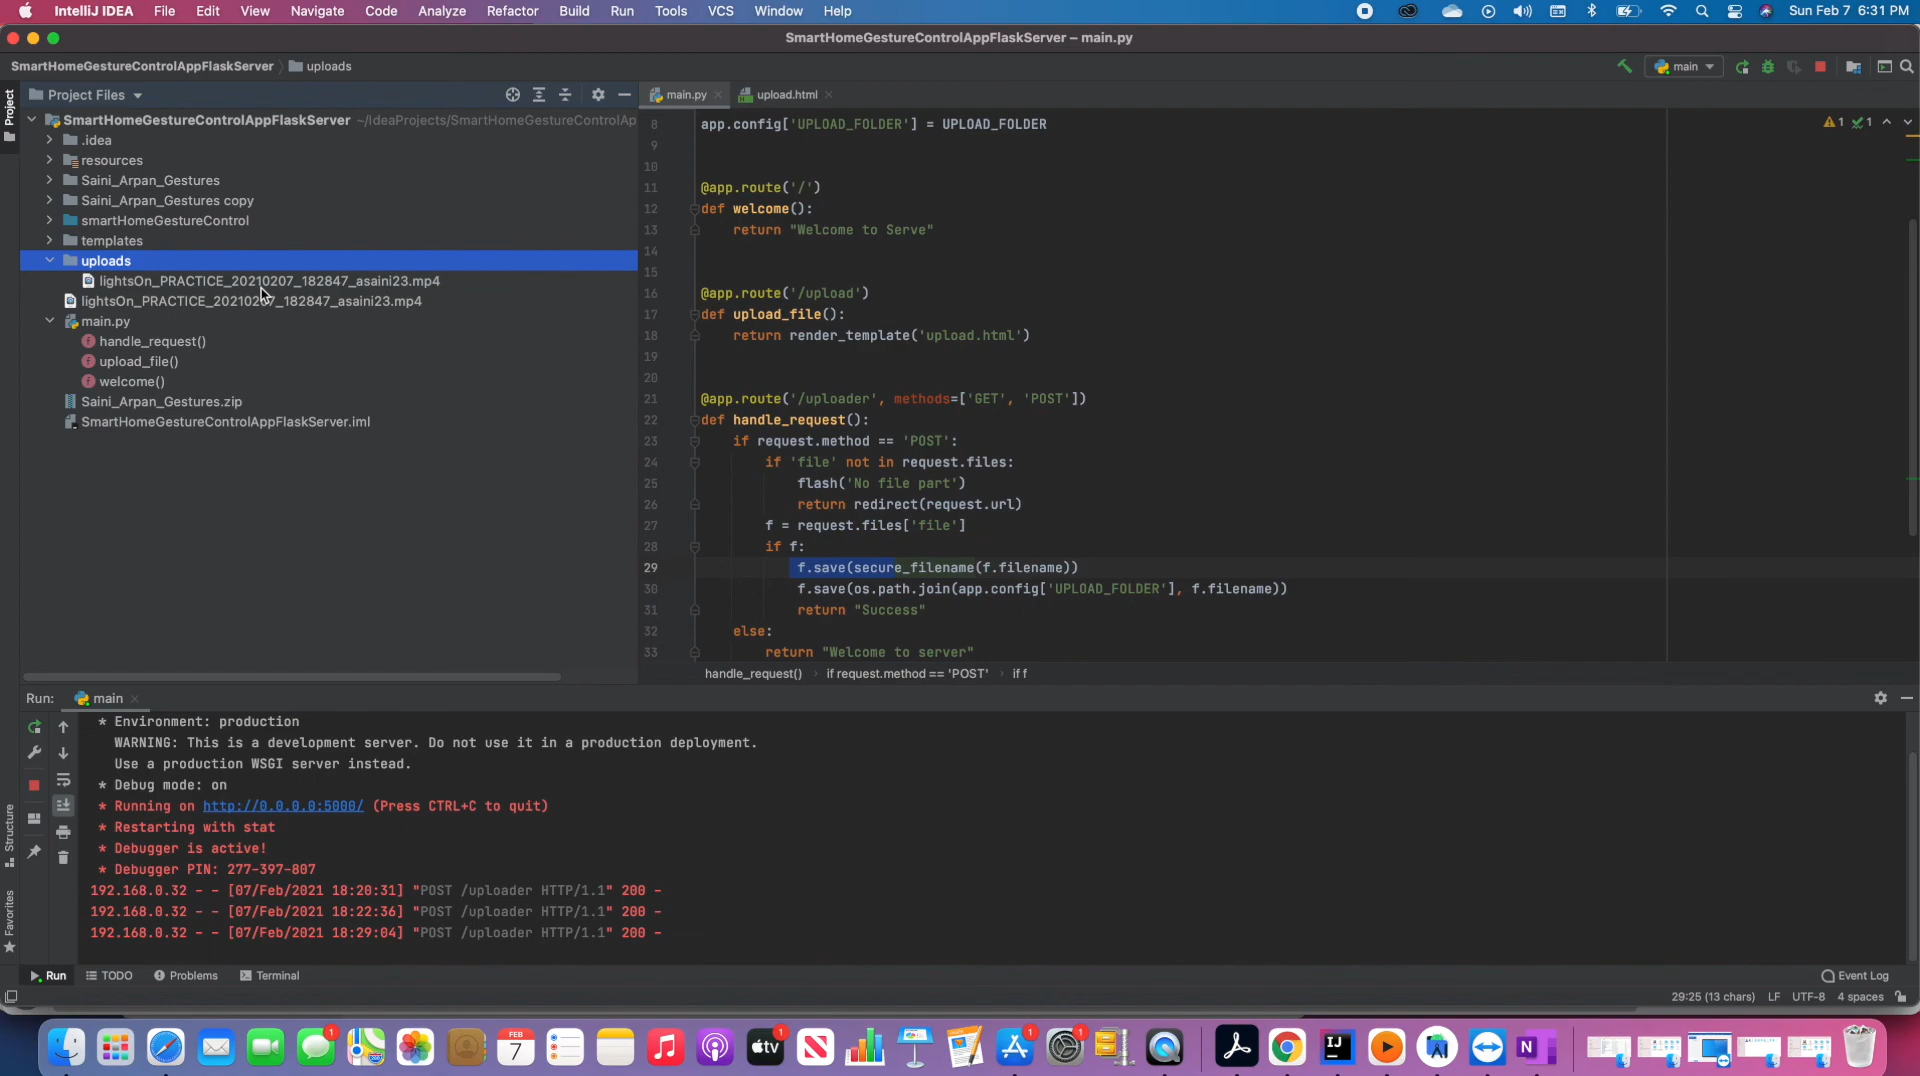 IntelliJ IDEA File Edit View Navigate Code Analyze Refactor Build Run Tools VCS Window Help Sun Feb 7 6:31 PM
SmartHomeGestureControlAppFlaskServer – main.py
SmartHomeGestureControlAppFlaskServer uploads main
Project
Project Files
SmartHomeGestureControlAppFlaskServer ~/IdeaProjects/SmartHomeGestureControlAp
.idea
resources
Saini_Arpan_Gestures
Saini_Arpan_Gestures copy
smartHomeGestureControl
templates
uploads
lightsOn_PRACTICE_20210207_182847_asaini23.mp4
lightsOn_PRACTICE_20210207_182847_asaini23.mp4
main.py
handle_request()
upload_file()
welcome()
Saini_Arpan_Gestures.zip
SmartHomeGestureControlAppFlaskServer.iml
main.py upload.html
1 1
8 app.config['UPLOAD_FOLDER'] = UPLOAD_FOLDER
9
10
11 @app.route('/')
12 def welcome():
13 return "Welcome to Serve"
14
15
16 @app.route('/upload')
17 def upload_file():
18 return render_template('upload.html')
19
20
21 @app.route('/uploader', methods=['GET', 'POST'])
22 def handle_request():
23 if request.method == 'POST':
24 if 'file' not in request.files:
25 flash('No file part')
26 return redirect(request.url)
27 f = request.files['file']
28 if f:
29 f.save(secure_filename(f.filename))
30 f.save(os.path.join(app.config['UPLOAD_FOLDER'], f.filename))
31 return "Success"
32 else:
33 return "Welcome to server"
handle_request() › if request.method == 'POST' › if f
Run: main
* Environment: production
WARNING: This is a development server. Do not use it in a production deployment.
Use a production WSGI server instead.
* Debug mode: on
* Running on http://0.0.0.0:5000/ (Press CTRL+C to quit)
* Restarting with stat
* Debugger is active!
* Debugger PIN: 277-397-807
192.168.0.32 - - [07/Feb/2021 18:20:31] "POST /uploader HTTP/1.1" 200 -
192.168.0.32 - - [07/Feb/2021 18:22:36] "POST /uploader HTTP/1.1" 200 -
192.168.0.32 - - [07/Feb/2021 18:29:04] "POST /uploader HTTP/1.1" 200 -
Structure
Favorites
Run TODO Problems Terminal Event Log
29:25 (13 chars) LF UTF-8 4 spaces
1 FEB 7 tv 1 1 1 IJ N